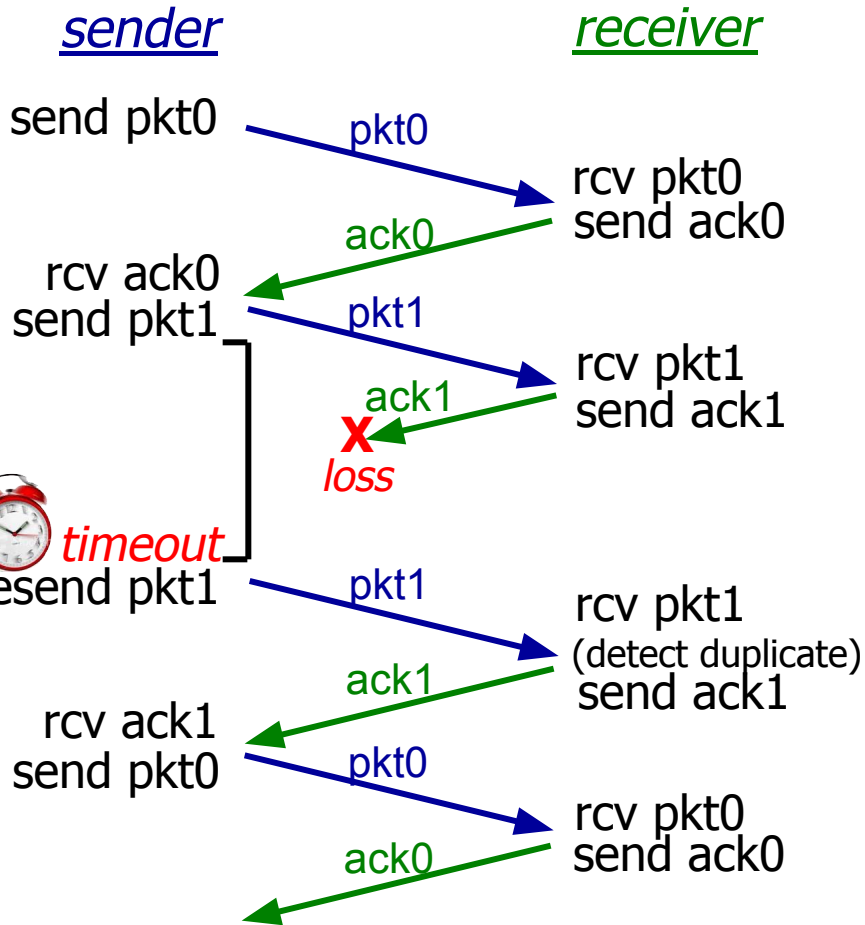 sender
receiver
send pkt0
pkt0
rcv pkt0
send ack0
ack0
rcv ack0
send pkt1
pkt1
rcv pkt1
send ack1
ack1
X
loss
timeout
esend pkt1
pkt1
rcv pkt1
(detect duplicate)
send ack1
ack1
rcv ack1
send pkt0
pkt0
rcv pkt0
send ack0
ack0